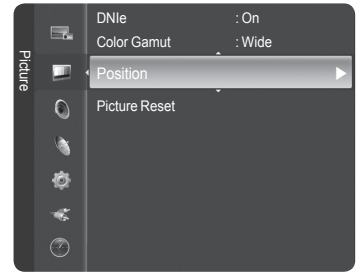 Picture
DNIe : On
Color Gamut : Wide
Position
Picture Reset